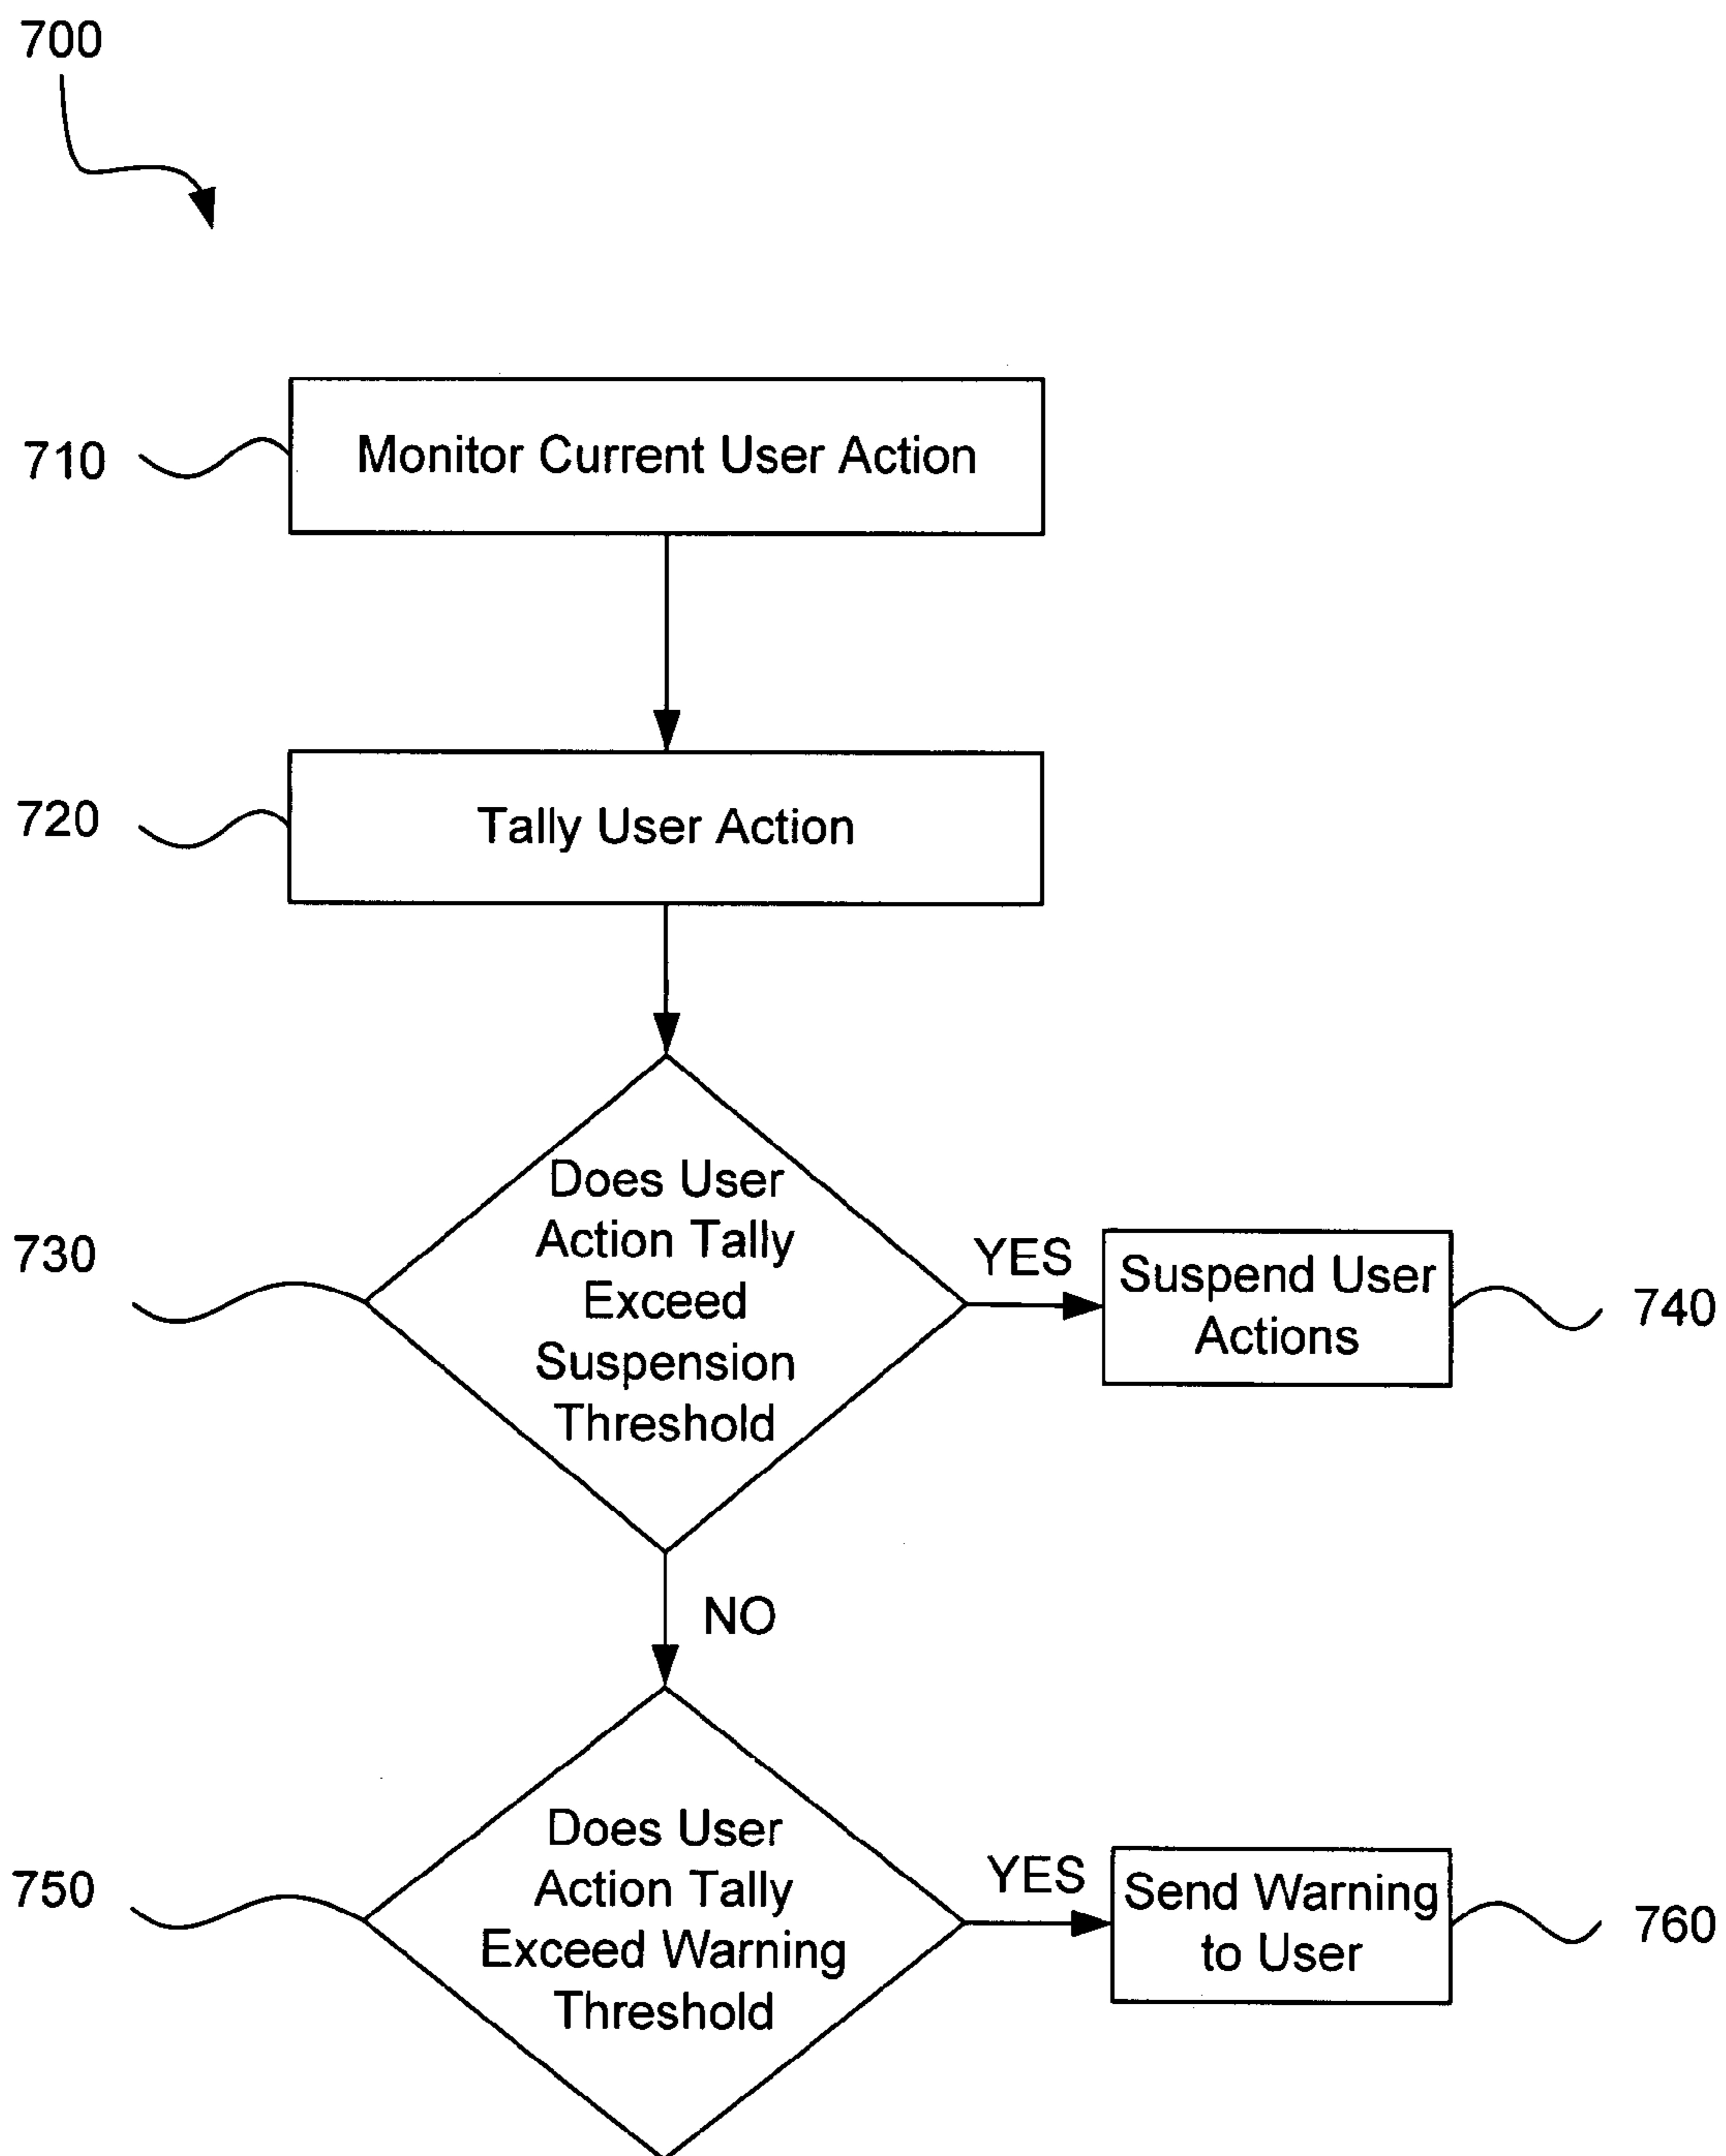 700
710
Monitor Current User Action
720
Tally User Action
730
Does User
Action Tally
Exceed
Suspension
Threshold
YES
Suspend User
Actions
740
NO
750
Does User
Action Tally
Exceed Warning
Threshold
YES
Send Warning
to User
760